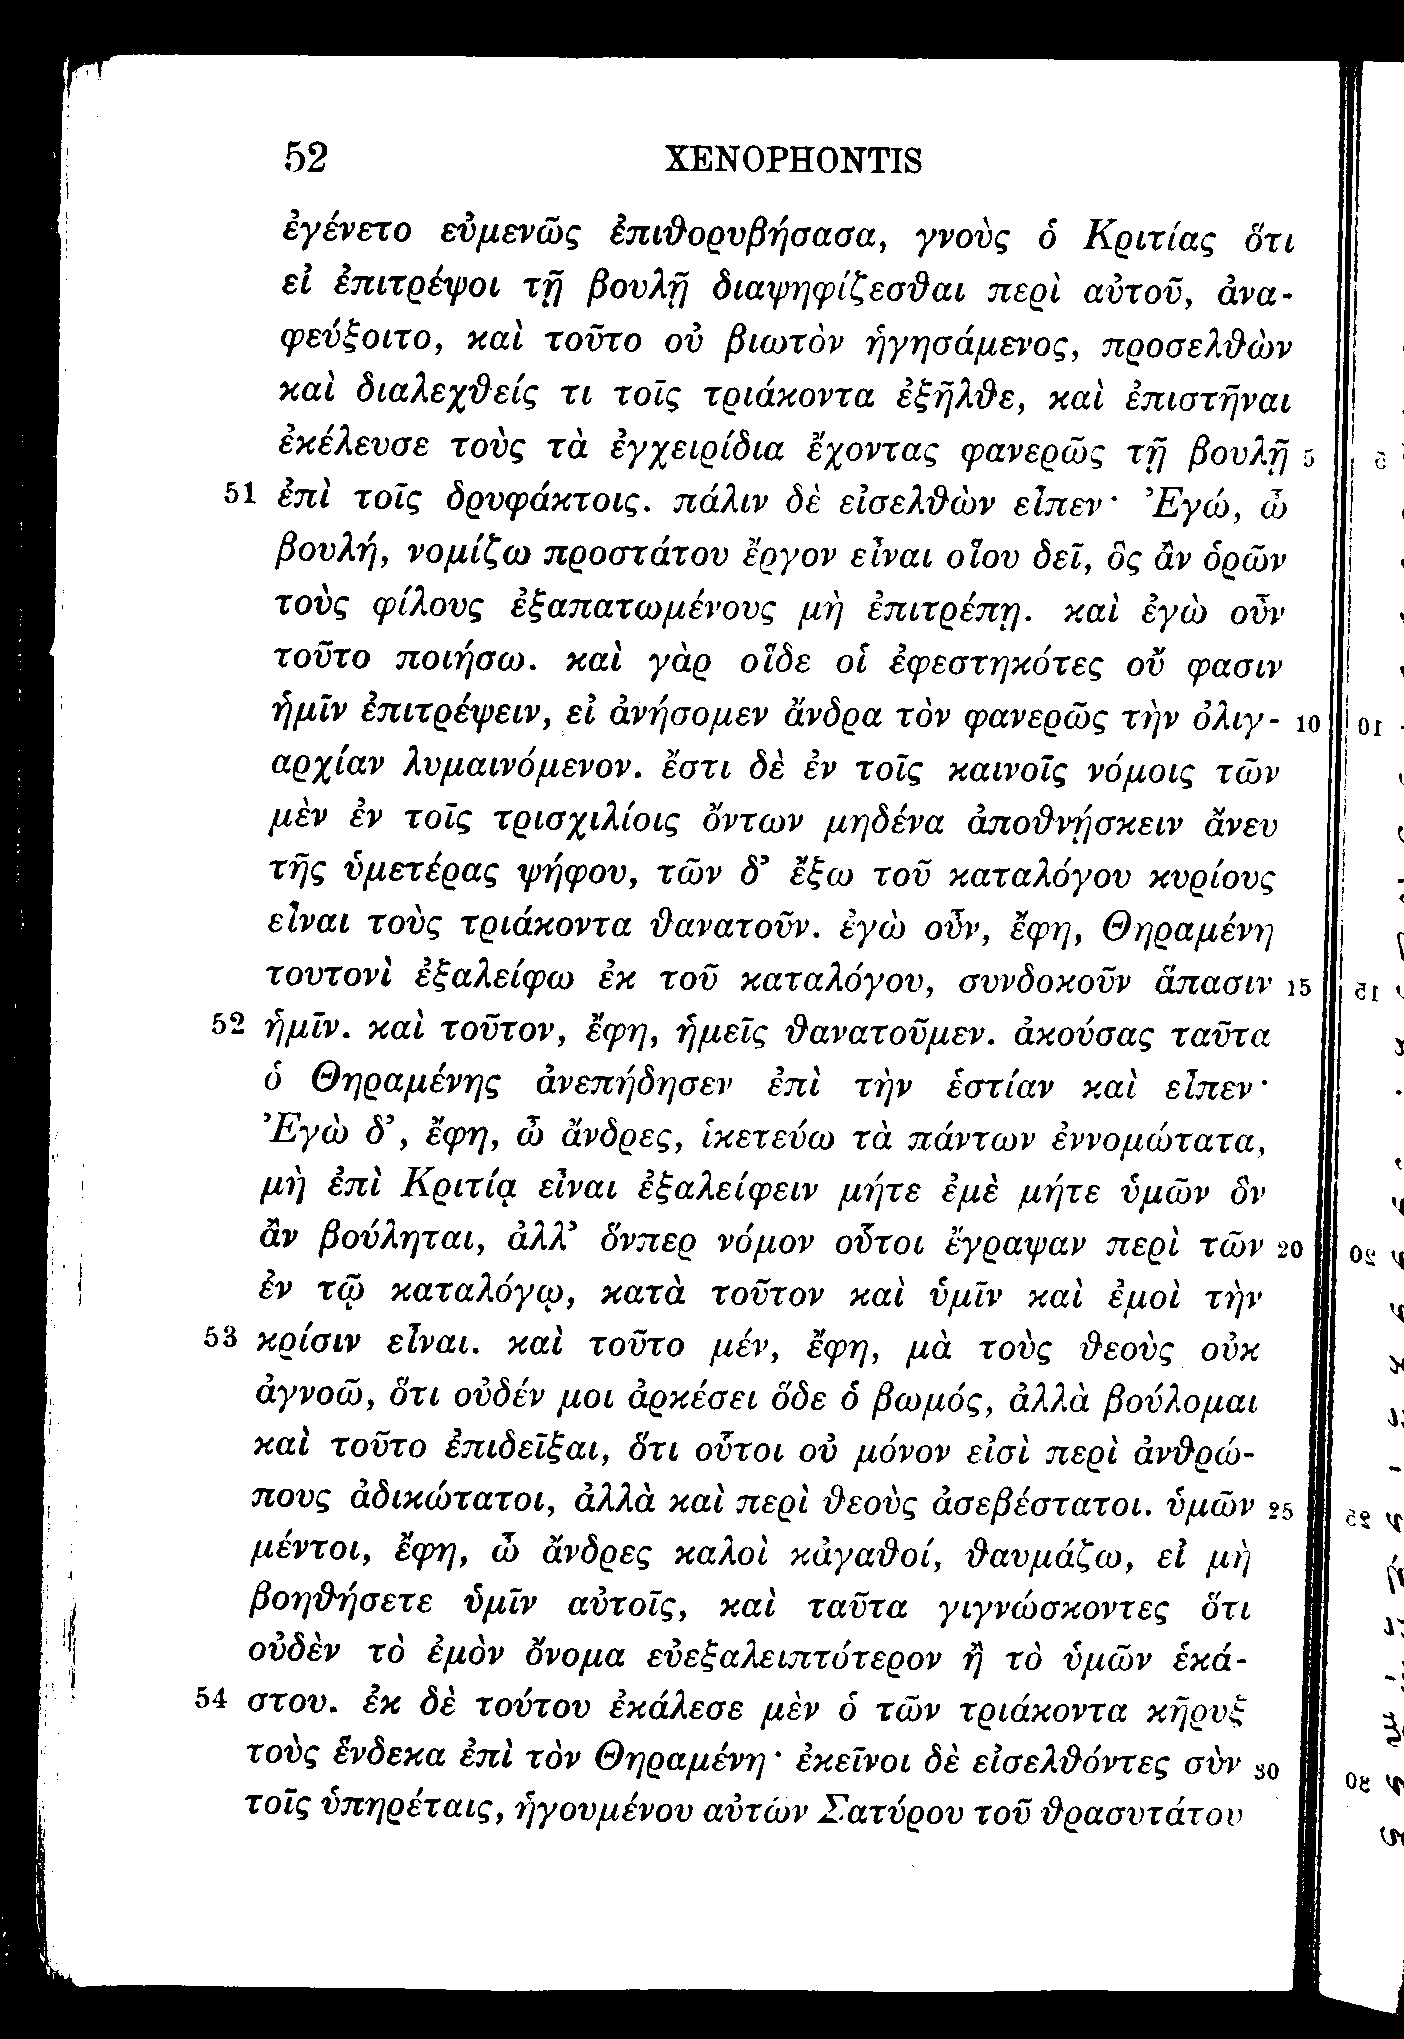 52 XENOPHONTIS
ἐγένετο εὐμενῶς ἐπιθορυβήσασα, γνοὺς ὁ Κριτίας ὅτι
εἰ ἐπιτρέψοι τῇ βουλῇ διαψηφίζεσθαι περὶ αὐτοῦ, ἀνα-
φεύξοιτο, καὶ τοῦτο οὐ βιωτὸν ἡγησάμενος, προσελθὼν
καὶ διαλεχθείς τι τοῖς τριάκοντα ἐξῆλθε, καὶ ἐπιστῆναι
ἐκέλευσε τοὺς τὰ ἐγχειρίδια ἔχοντας φανερῶς τῇ βουλῇ 5
51 ἐπὶ τοῖς δρυφάκτοις. πάλιν δὲ εἰσελθὼν εἶπεν· Ἐγώ, ὦ
βουλή, νομίζω προστάτου ἔργον εἶναι οἵου δεῖ, ὃς ἂν ὁρῶν
τοὺς φίλους ἐξαπατωμένους μὴ ἐπιτρέπῃ. καὶ ἐγὼ οὖν
τοῦτο ποιήσω. καὶ γὰρ οἵδε οἱ ἐφεστηκότες οὔ φασιν
ἡμῖν ἐπιτρέψειν, εἰ ἀνήσομεν ἄνδρα τὸν φανερῶς τὴν ὀλιγ- 10
αρχίαν λυμαινόμενον. ἔστι δὲ ἐν τοῖς καινοῖς νόμοις τῶν
μὲν ἐν τοῖς τρισχιλίοις ὄντων μηδένα ἀποθνῄσκειν ἄνευ
τῆς ὑμετέρας ψήφου, τῶν δ’ ἔξω τοῦ καταλόγου κυρίους
εἶναι τοὺς τριάκοντα θανατοῦν. ἐγὼ οὖν, ἔφη, Θηραμένη
τουτονὶ ἐξαλείφω ἐκ τοῦ καταλόγου, συνδοκοῦν ἅπασιν 15
52 ἡμῖν. καὶ τοῦτον, ἔφη, ἡμεῖς θανατοῦμεν. ἀκούσας ταῦτα
ὁ Θηραμένης ἀνεπήδησεν ἐπὶ τὴν ἑστίαν καὶ εἶπεν·
Ἐγὼ δ’, ἔφη, ὦ ἄνδρες, ἱκετεύω τὰ πάντων ἐννομώτατα,
μὴ ἐπὶ Κριτίᾳ εἶναι ἐξαλείφειν μήτε ἐμὲ μήτε ὑμῶν ὃν
ἂν βούληται, ἀλλ’ ὅνπερ νόμον οὗτοι ἔγραψαν περὶ τῶν 20
ἐν τῷ καταλόγῳ, κατὰ τοῦτον καὶ ὑμῖν καὶ ἐμοὶ τὴν
53 κρίσιν εἶναι. καὶ τοῦτο μέν, ἔφη, μὰ τοὺς θεοὺς οὐκ
ἀγνοῶ, ὅτι οὐδέν μοι ἀρκέσει ὅδε ὁ βωμός, ἀλλὰ βούλομαι
καὶ τοῦτο ἐπιδεῖξαι, ὅτι οὗτοι οὐ μόνον εἰσὶ περὶ ἀνθρώ-
πους ἀδικώτατοι, ἀλλὰ καὶ περὶ θεοὺς ἀσεβέστατοι. ὑμῶν 25
μέντοι, ἔφη, ὦ ἄνδρες καλοὶ κἀγαθοί, θαυμάζω, εἰ μὴ
βοηθήσετε ὑμῖν αὐτοῖς, καὶ ταῦτα γιγνώσκοντες ὅτι
οὐδὲν τὸ ἐμὸν ὄνομα εὐεξαλειπτότερον ἢ τὸ ὑμῶν ἑκά-
54 στου. ἐκ δὲ τούτου ἐκάλεσε μὲν ὁ τῶν τριάκοντα κῆρυξ
τοὺς ἕνδεκα ἐπὶ τὸν Θηραμένη· ἐκεῖνοι δὲ εἰσελθόντες σὺν 30
τοῖς ὑπηρέταις, ἡγουμένου αὐτῶν Σατύρου τοῦ θρασυτάτου